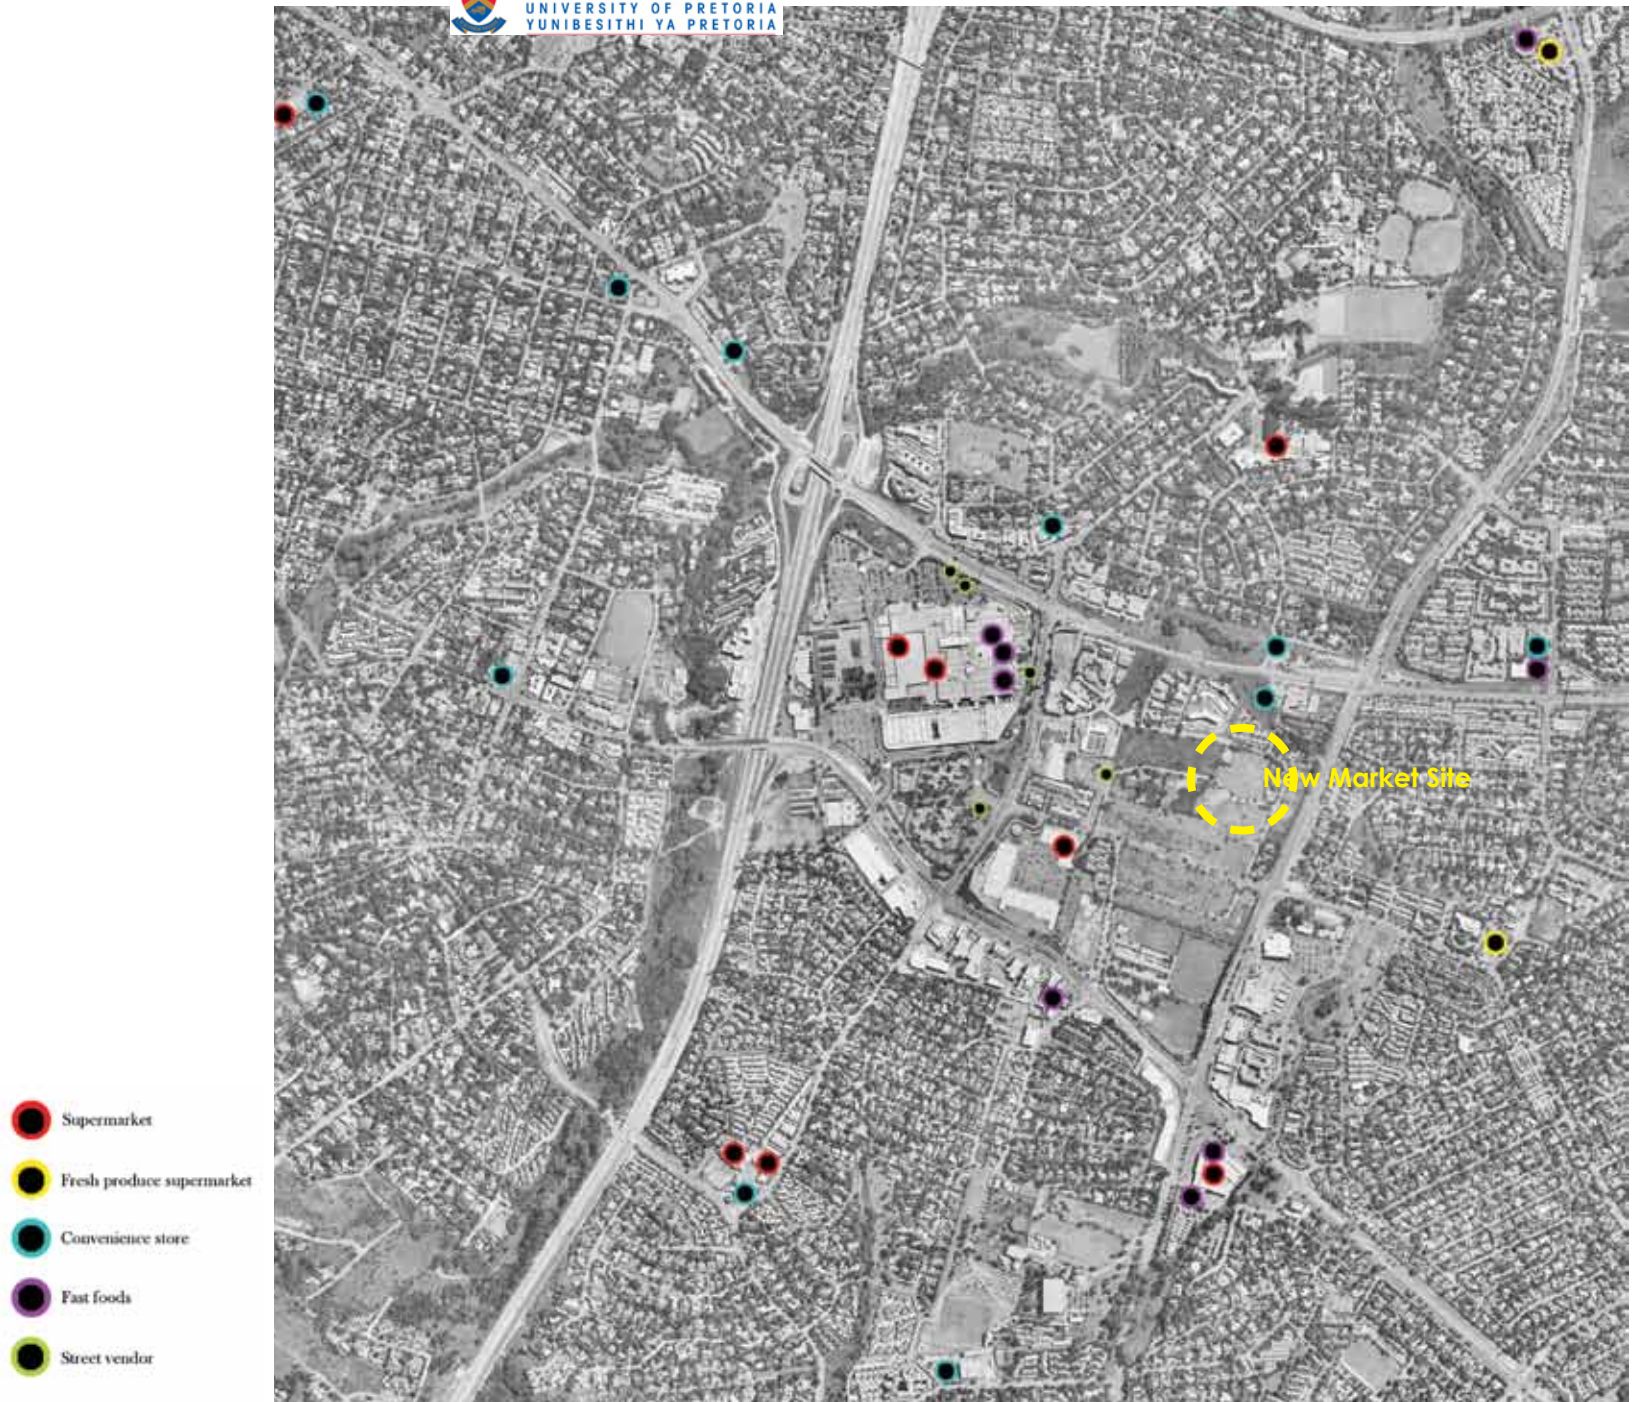 UNIVERSITY OF PRETORIA
YUNIBESITHI YA PRETORIA
New Market Site
Supermarket
Fresh produce supermarket
Convenience store
Fast foods
Street vendor